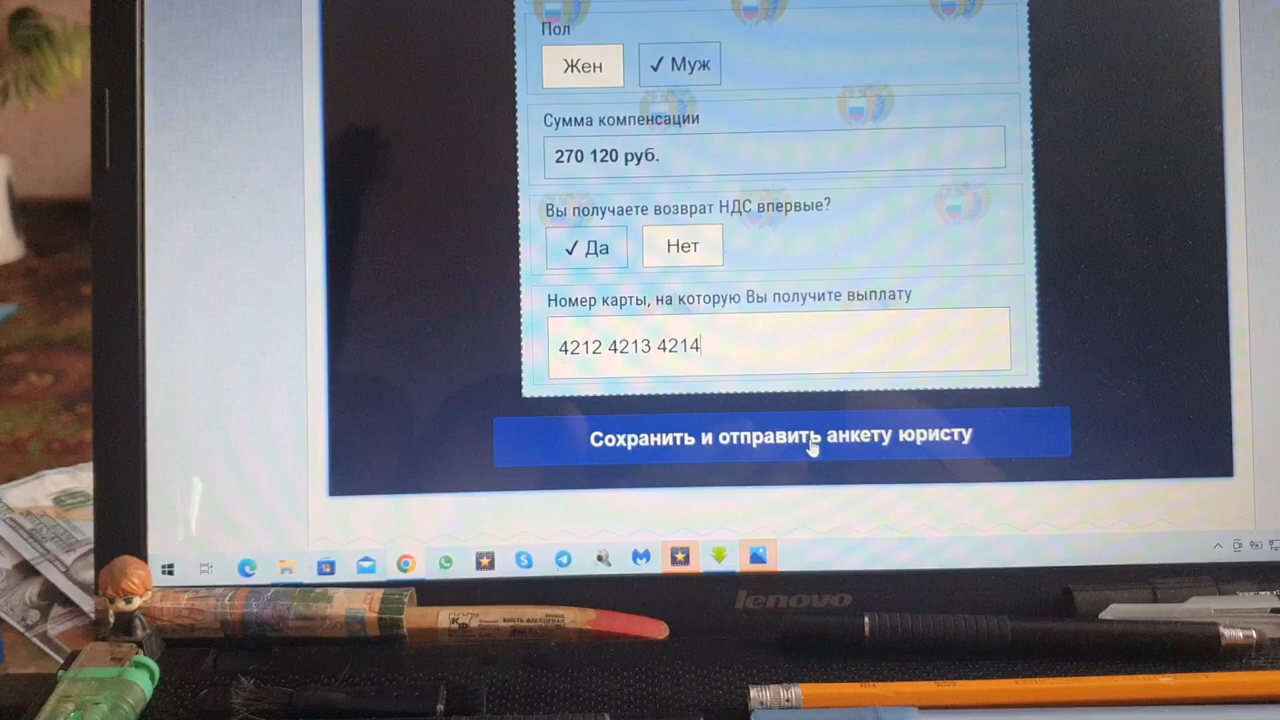 Пол
Жен
✓ Муж
Сумма компенсации
270 120 руб.
Вы получаете возврат НДС впервые?
✓ Да
Нет
Номер карты, на которую Вы получите выплату
4212 4213 4214
Сохранить и отправить анкету юристу
lenovo